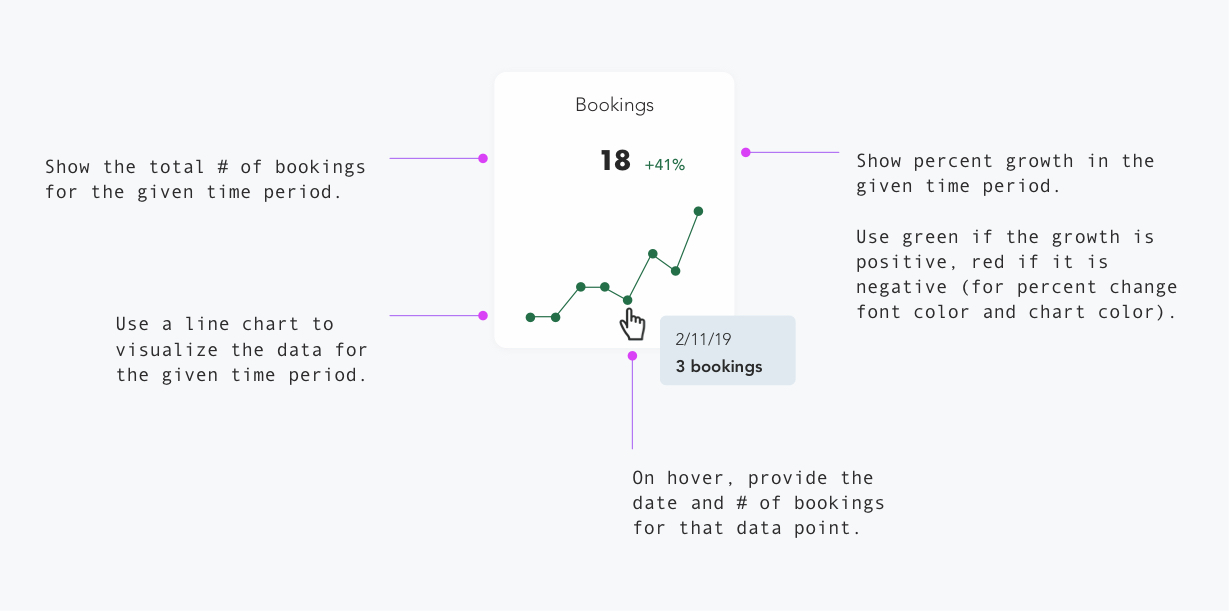 Bookings
18 +41%
Show the total # of bookings
for the given time period.
Show percent growth in the
given time period.
Use green if the growth is
positive, red if it is
negative (for percent change
font color and chart color).
Use a line chart to
visualize the data for
the given time period.
2/11/19
3 bookings
On hover, provide the
date and # of bookings
for that data point.